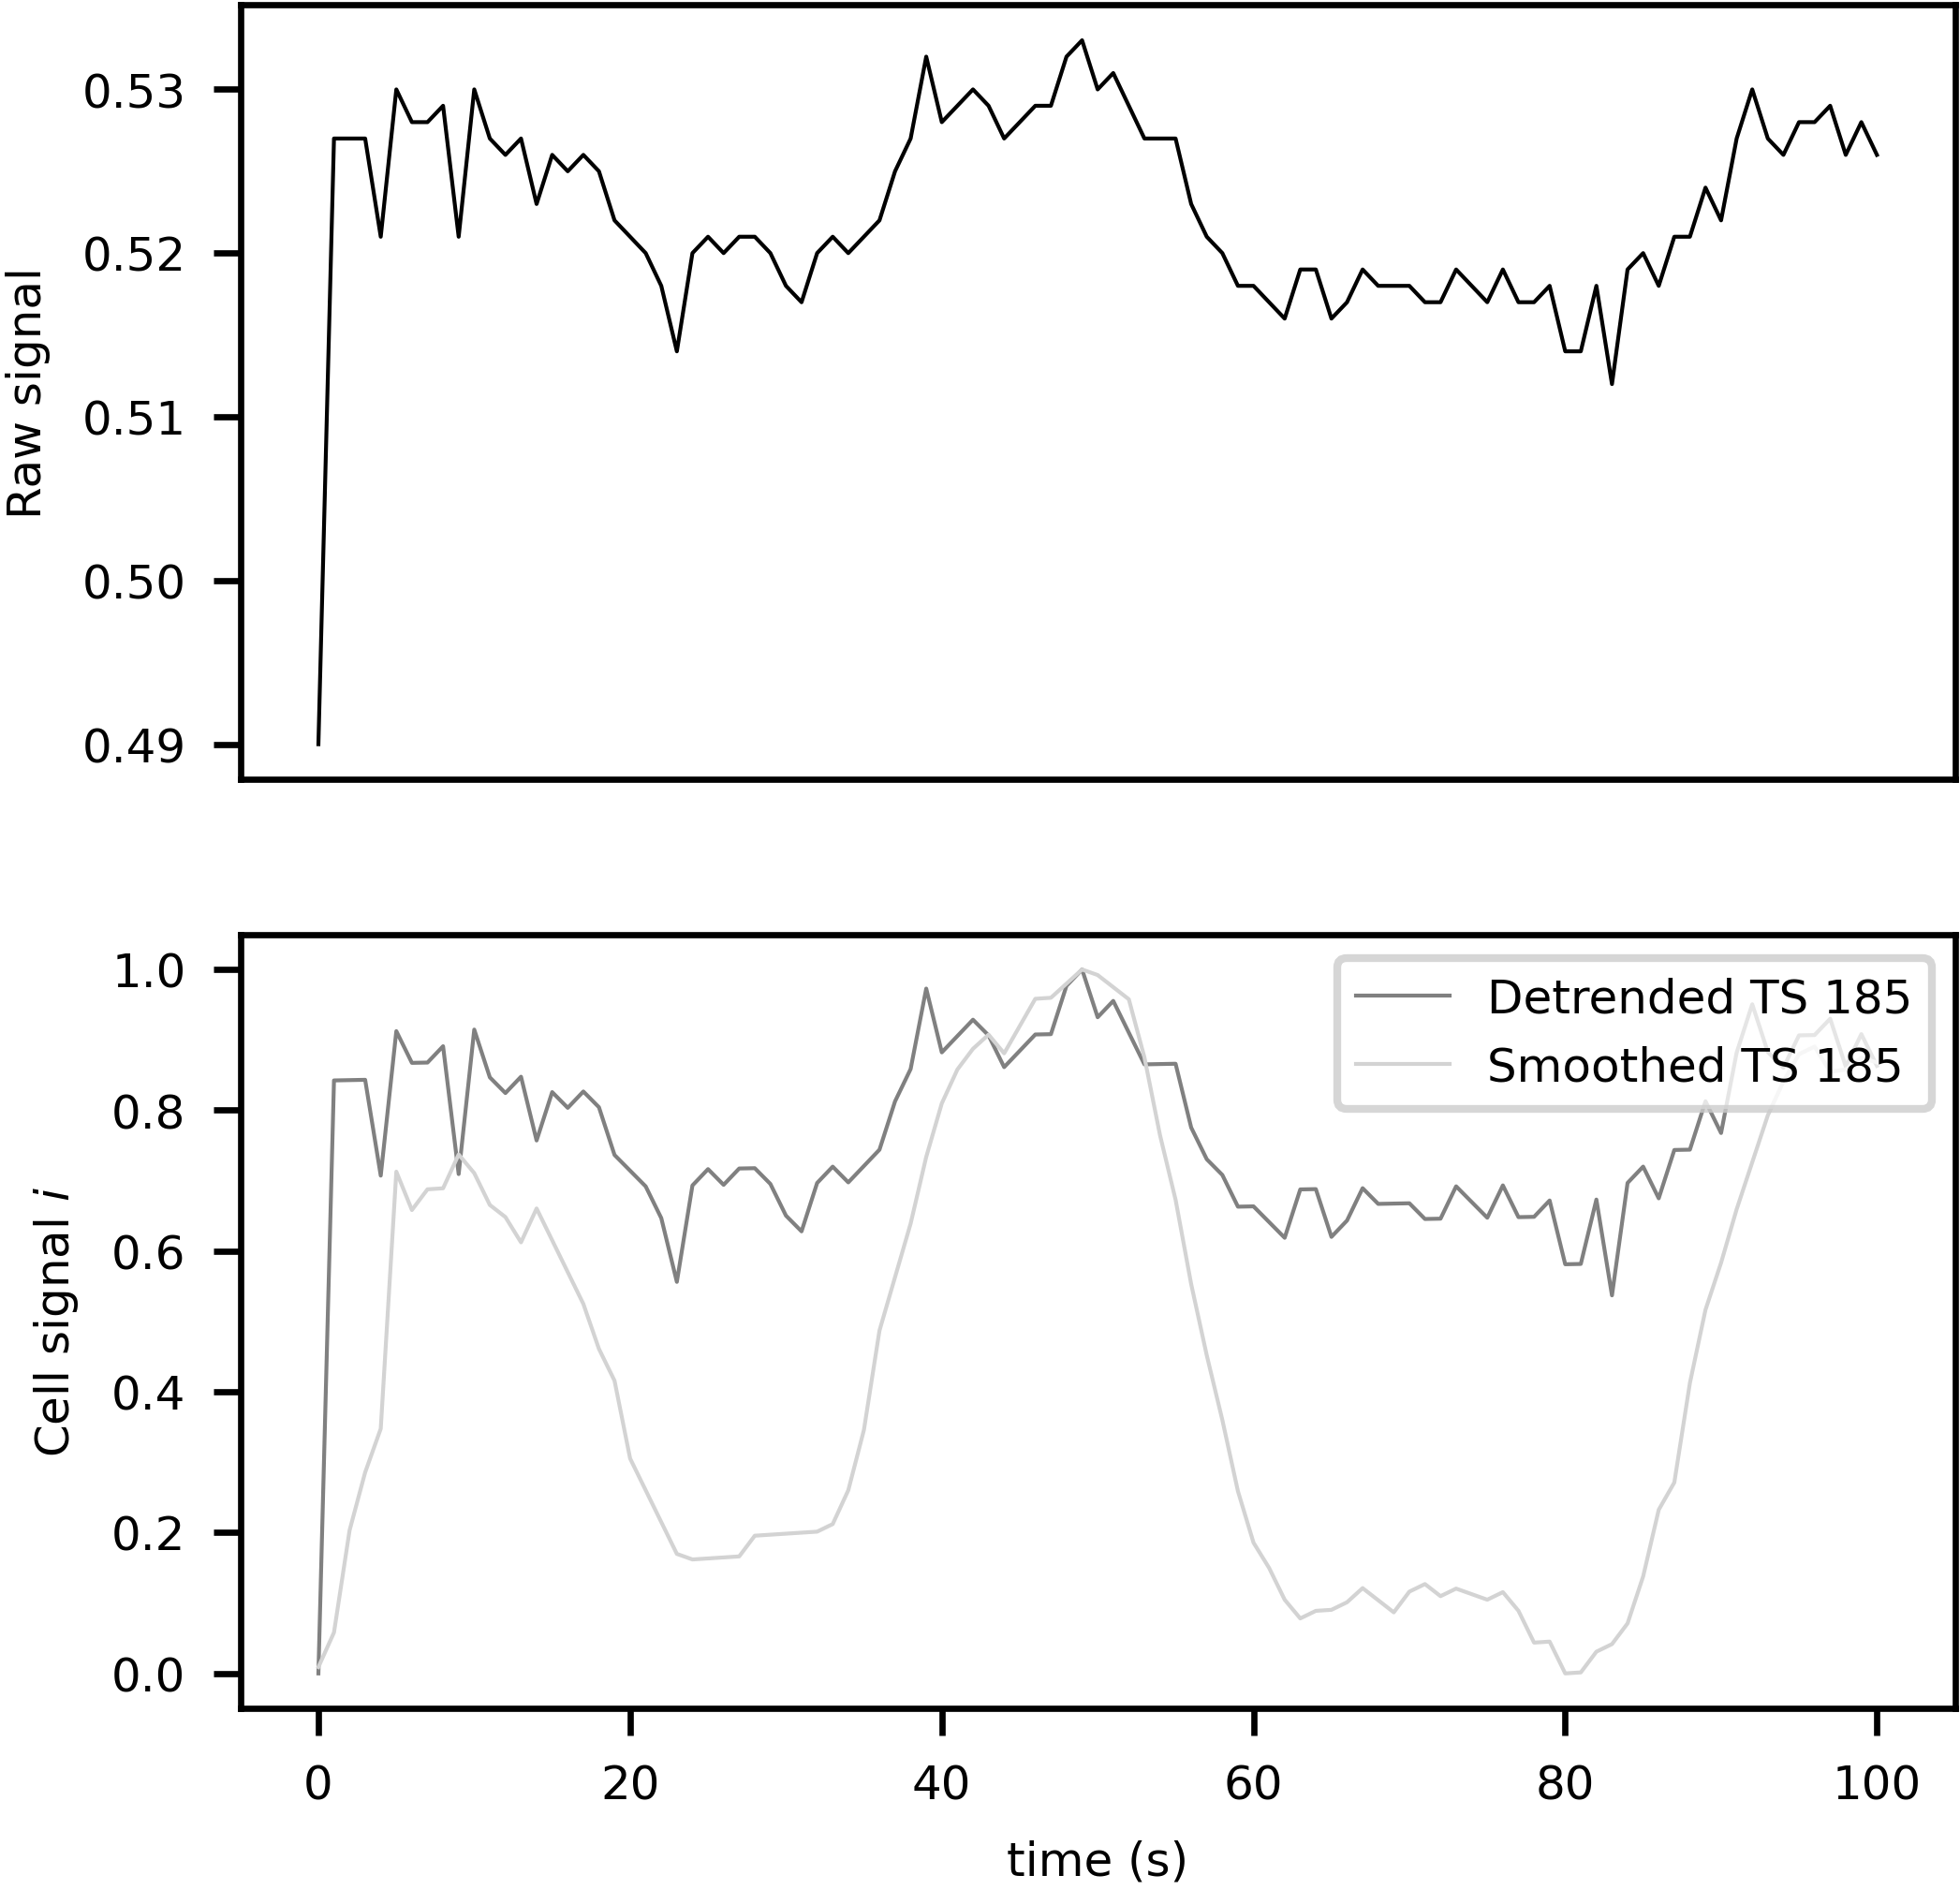 Raw signal
0.53
0.52
0.51
0.50
0.49
Cell signal i
1.0
0.8
0.6
0.4
0.2
0.0
Detrended TS 185
Smoothed TS 185
0 20 40 60 80 100
time (s)